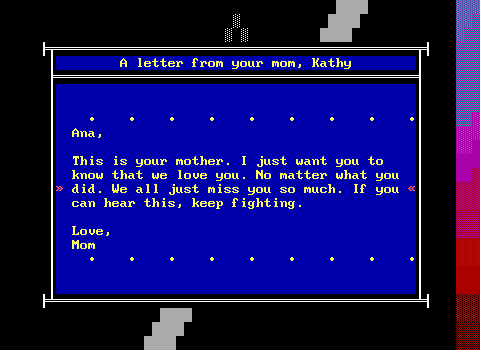 A letter from your mom, Kathy
Ana,
This is your mother. I just want you to
know that we love you. No matter what you
» did. We all just miss you so much. If you «
can hear this, keep fighting.
Love,
Mom